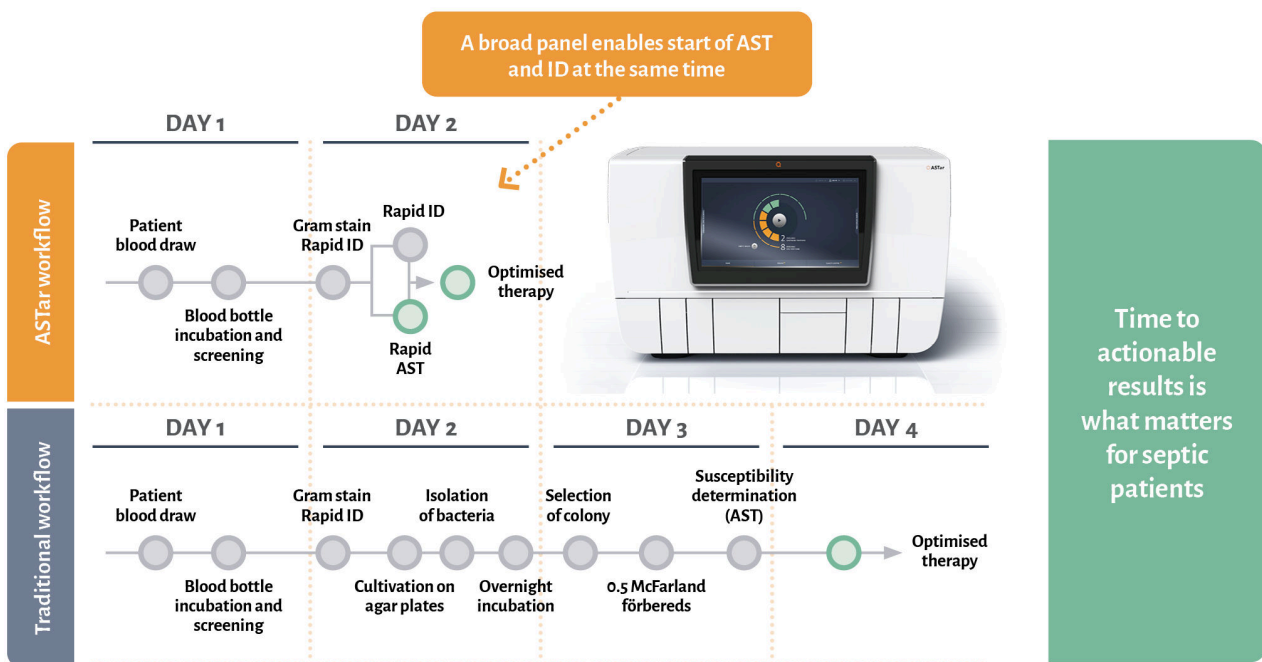 A broad panel enables start of AST
and ID at the same time
DAY 1
DAY 2
ASTar workflow
Patient
blood draw
Blood bottle
incubation and
screening
Gram stain
Rapid ID
Rapid ID
Rapid
AST
Optimised
therapy
ASTar
2
8
Time to
actionable
results is
what matters
for septic
patients
Traditional workflow
DAY 1
DAY 2
DAY 3
DAY 4
Patient
blood draw
Blood bottle
incubation and
screening
Gram stain
Rapid ID
Cultivation on
agar plates
Isolation
of bacteria
Overnight
incubation
Selection
of colony
0.5 McFarland
förbereds
Susceptibility
determination
(AST)
Optimised
therapy